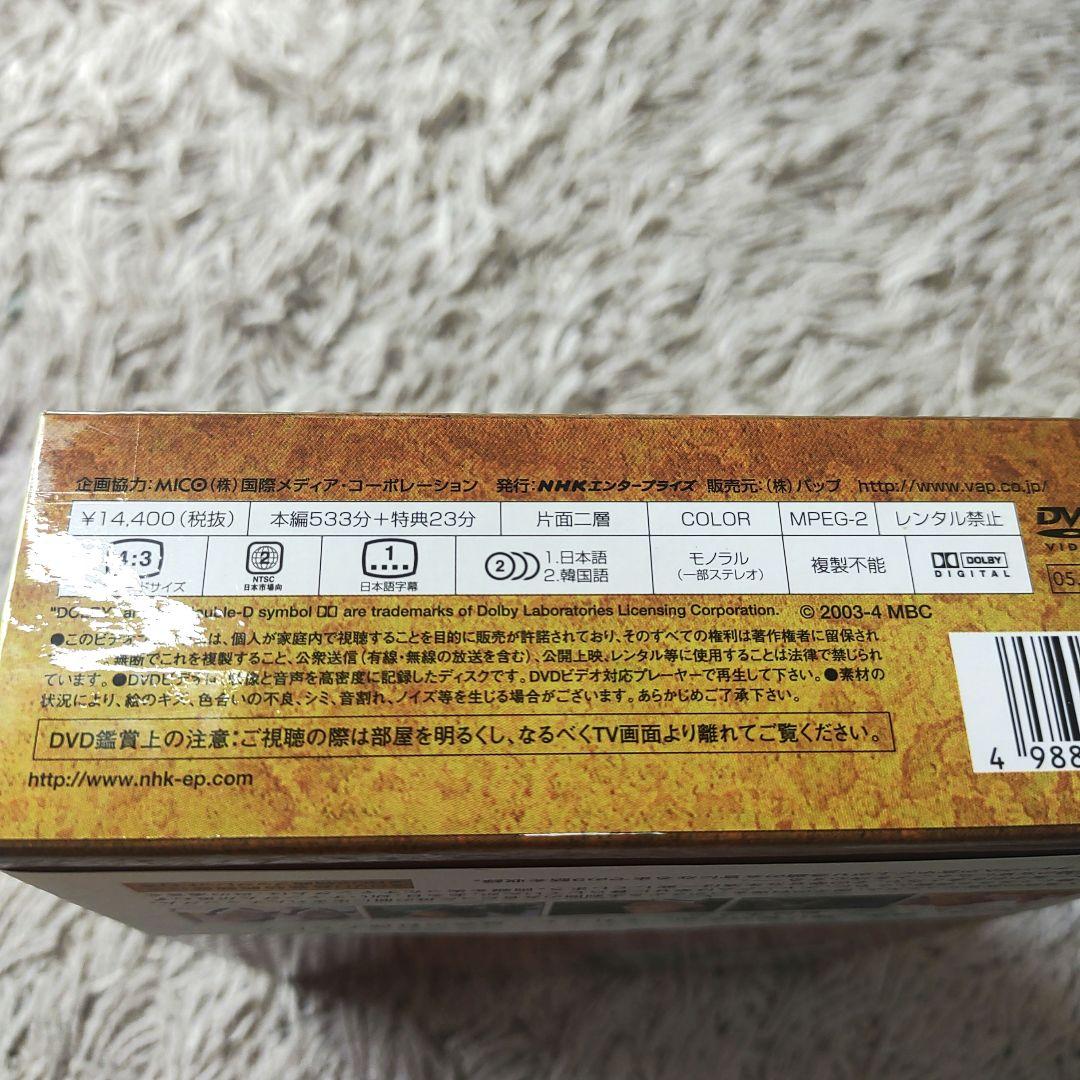 企画協力:MICO(株)国際メディア・コーポレーション 発行:NHKエンタープライズ 販売元:(株)バップ http://www.vap.co.jp/
¥14,400(税抜) 本編533分+特典23分 片面二層 COLOR MPEG-2 レンタル禁止
4:3 2 NTSC 日本市場向 1 日本語字幕 2 1.日本語 2.韓国語 モノラル (一部ステレオ) 複製不能 DOLBY DIGITAL
05.
double-D symbol are trademarks of Dolby Laboratories Licensing Corporation. © 2003-4 MBC
●このビデオ は、個人が家庭内で視聴することを目的に販売が許諾されており、そのすべての権利は著作権者に留保され
無断でこれを複製すること、公衆送信(有線・無線の放送を含む)、公開上映、レンタル等に使用することは法律で禁じられ
ています。●DVDビデオは、映像と音声を高密度に記録したディスクです。DVDビデオ対応プレーヤーで再生して下さい。●素材の
状況により、絵のキズ、色合いの不良、シミ、音割れ、ノイズ等を生じる場合がございます。あらかじめご了承下さい。
DVD鑑賞上の注意:ご視聴の際は部屋を明るくし、なるべくTV画面より離れてご覧ください。
http://www.nhk-ep.com
4 988